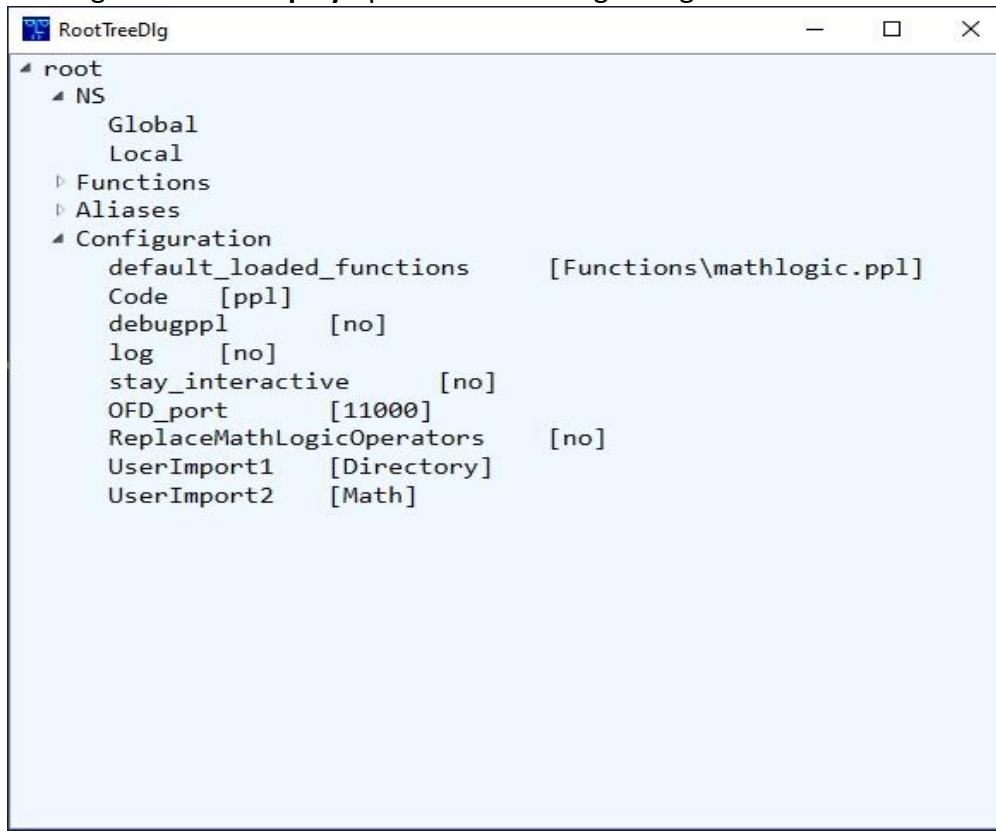 RootTreeDlg
root
NS
Global
Local
Functions
Aliases
Configuration
default_loaded_functions [Functions\mathlogic.ppl]
Code [ppl]
debugppl [no]
log [no]
stay_interactive [no]
OFD_port [11000]
ReplaceMathLogicOperators [no]
UserImport1 [Directory]
UserImport2 [Math]